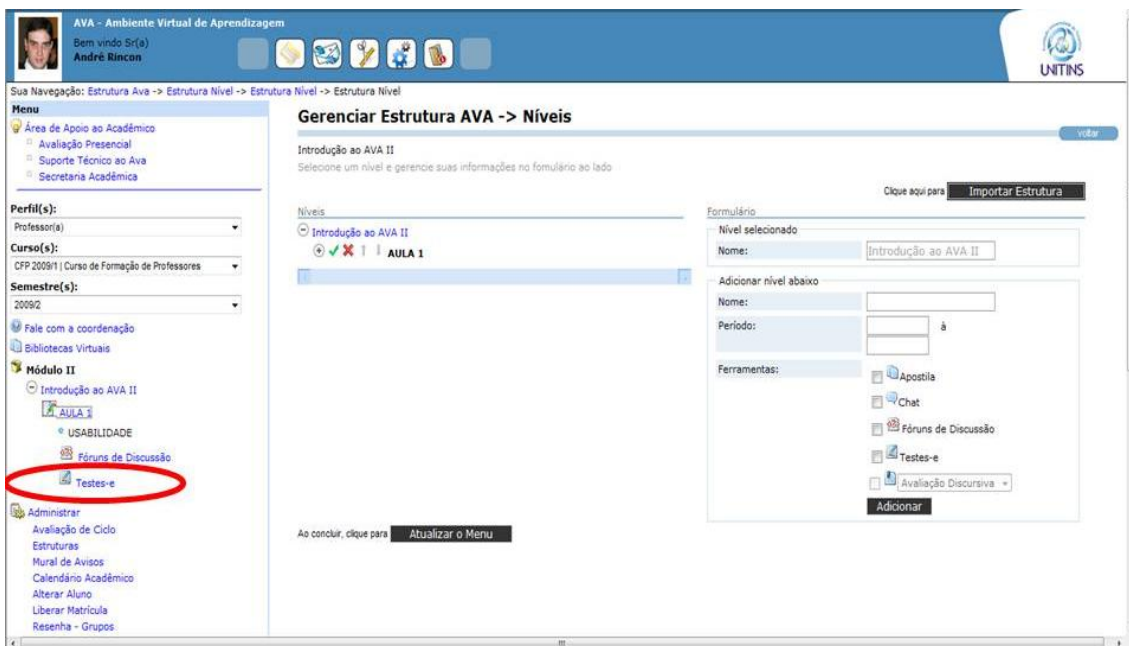 AVA - Ambiente Virtual de Aprendizagem
Bem vindo Sr(a)
André Rincon
UNITINS
Sua Navegação: Estrutura Ava -> Estrutura Nível -> Estrutura Nível -> Estrutura Nível
Menu
Área de Apoio ao Acadêmico
Avaliação Presencial
Suporte Técnico ao Ava
Secretaria Acadêmica
Perfil(s):
Professor(a)
Curso(s):
CFP 2009/1 | Curso de Formação de Professores
Semestre(s):
2009/2
Fale com a coordenação
Bibliotecas Virtuais
Módulo II
Introdução ao AVA II
AULA 1
USABILIDADE
Fóruns de Discussão
Testes-e
Administrar
Avaliação de Ciclo
Estruturas
Mural de Avisos
Calendário Acadêmico
Alterar Aluno
Liberar Matrícula
Resenha - Grupos
Gerenciar Estrutura AVA -> Níveis
voltar
Introdução ao AVA II
Selecione um nível e gerencie suas informações no fomulário ao lado
Clique aqui para Importar Estrutura
Níveis
Introdução ao AVA II
AULA 1
Ao concluir, clique para Atualizar o Menu
Formulário
Nível selecionado
Nome: Introdução ao AVA II
Adicionar nível abaixo
Nome:
Período: à
Ferramentas:
Apostila
Chat
Fóruns de Discussão
Testes-e
Avaliação Discursiva
Adicionar